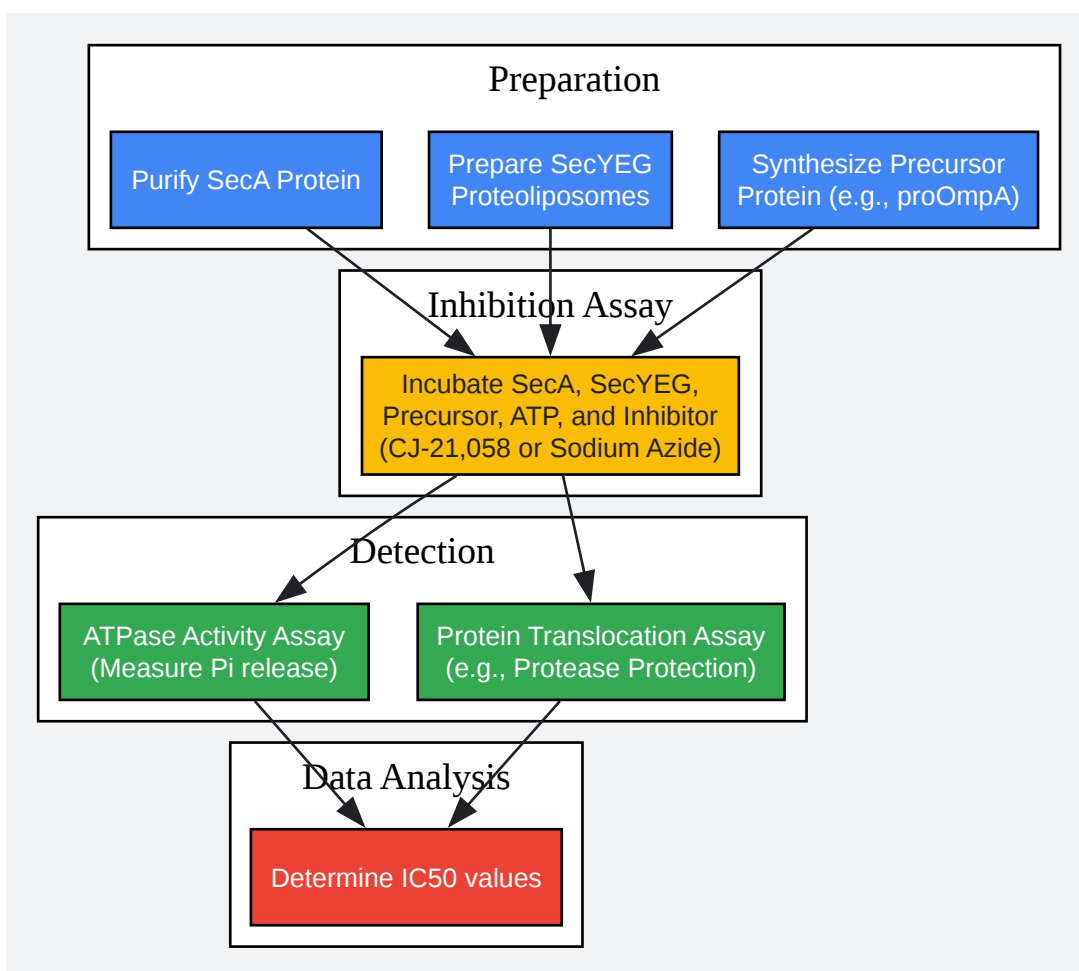 Preparation
Purify SecA Protein
Prepare SecYEG
Proteoliposomes
Synthesize Precursor
Protein (e.g., proOmpA)
Inhibition Assay
Incubate SecA, SecYEG,
Precursor, ATP, and Inhibitor
(CJ-21,058 or Sodium Azide)
Detection
ATPase Activity Assay
(Measure Pi release)
Protein Translocation Assay
(e.g., Protease Protection)
Data Analysis
Determine IC50 values